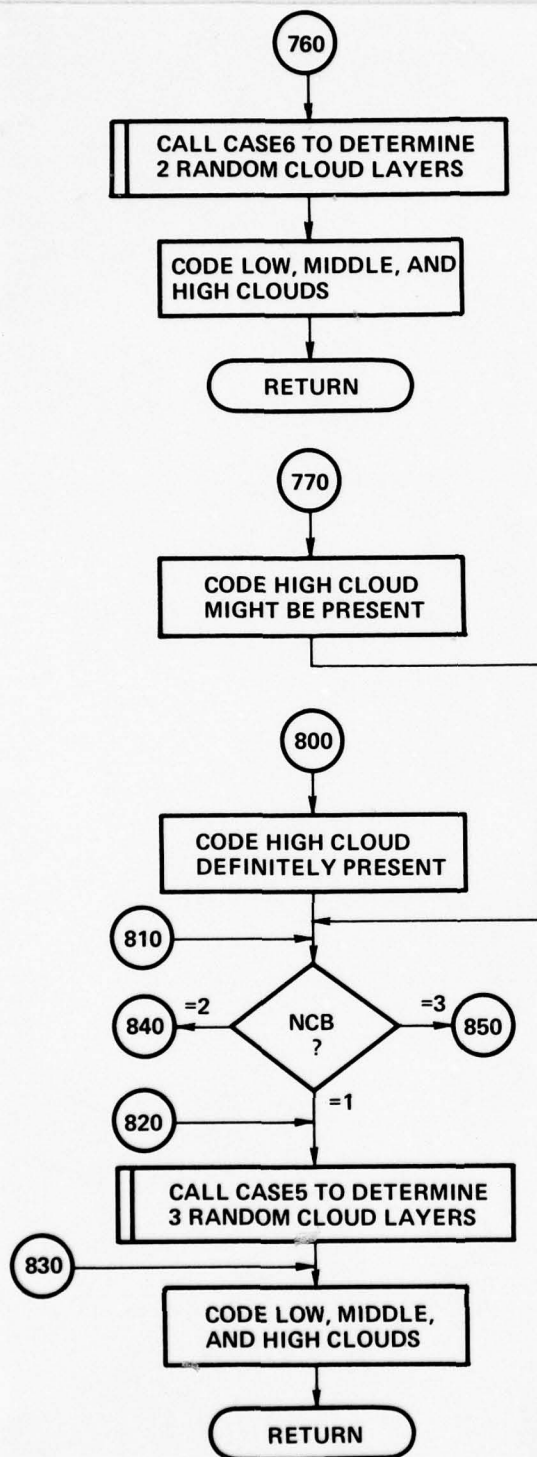 760
CALL CASE6 TO DETERMINE
2 RANDOM CLOUD LAYERS
CODE LOW, MIDDLE, AND
HIGH CLOUDS
RETURN
770
CODE HIGH CLOUD
MIGHT BE PRESENT
800
CODE HIGH CLOUD
DEFINITELY PRESENT
810
840
=2
NCB
?
=3
850
=1
820
CALL CASE5 TO DETERMINE
3 RANDOM CLOUD LAYERS
830
CODE LOW, MIDDLE,
AND HIGH CLOUDS
RETURN